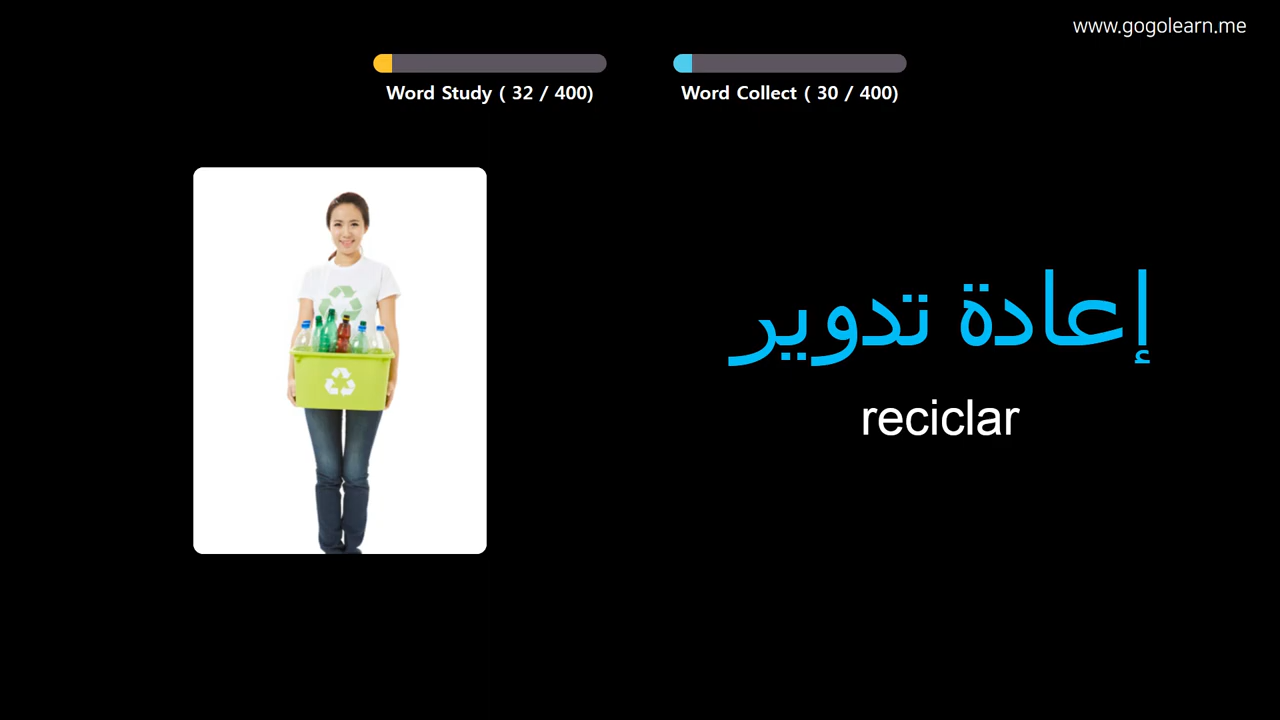 www.gogolearn.me
Word Study ( 32 / 400)
Word Collect ( 30 / 400)
إعادة تدوير
reciclar